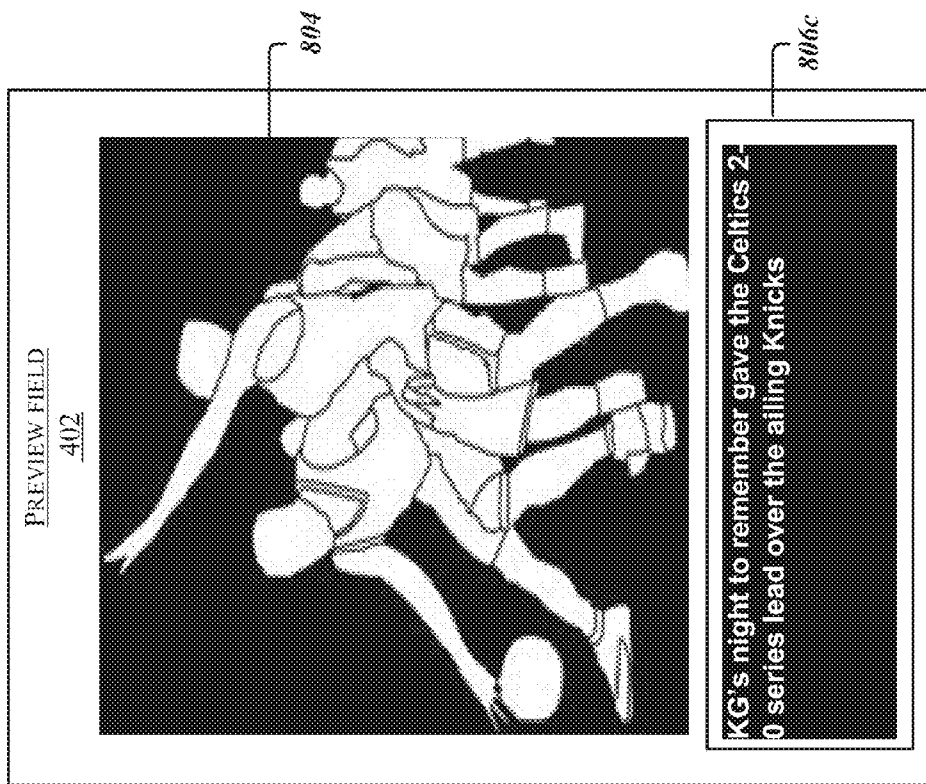 PREVIEW FIELD
402
804
806c
KG's night to remember gave the Celtics 2-
0 series lead over the ailing Knicks